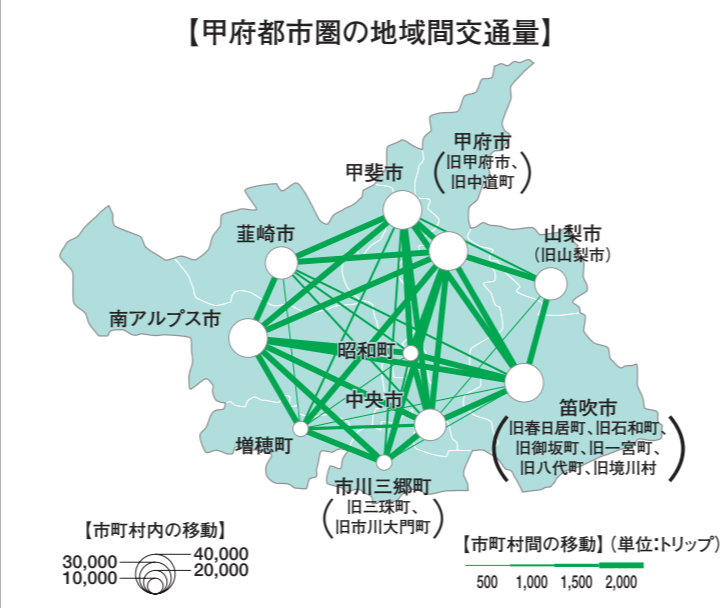 【甲府都市圏の地域間交通量】
甲府市
(旧甲府市、
旧中道町)
甲斐市
韮崎市
山梨市
(旧山梨市)
南アルプス市
昭和町
中央市
笛吹市
(旧春日居町、旧石和町、
旧御坂町、旧一宮町、
旧八代町、旧境川村)
増穂町
市川三郷町
(旧三珠町、
旧市川大門町)
【市町村内の移動】
40,000
30,000
20,000
10,000
【市町村間の移動】(単位:トリップ)
500 1,000 1,500 2,000